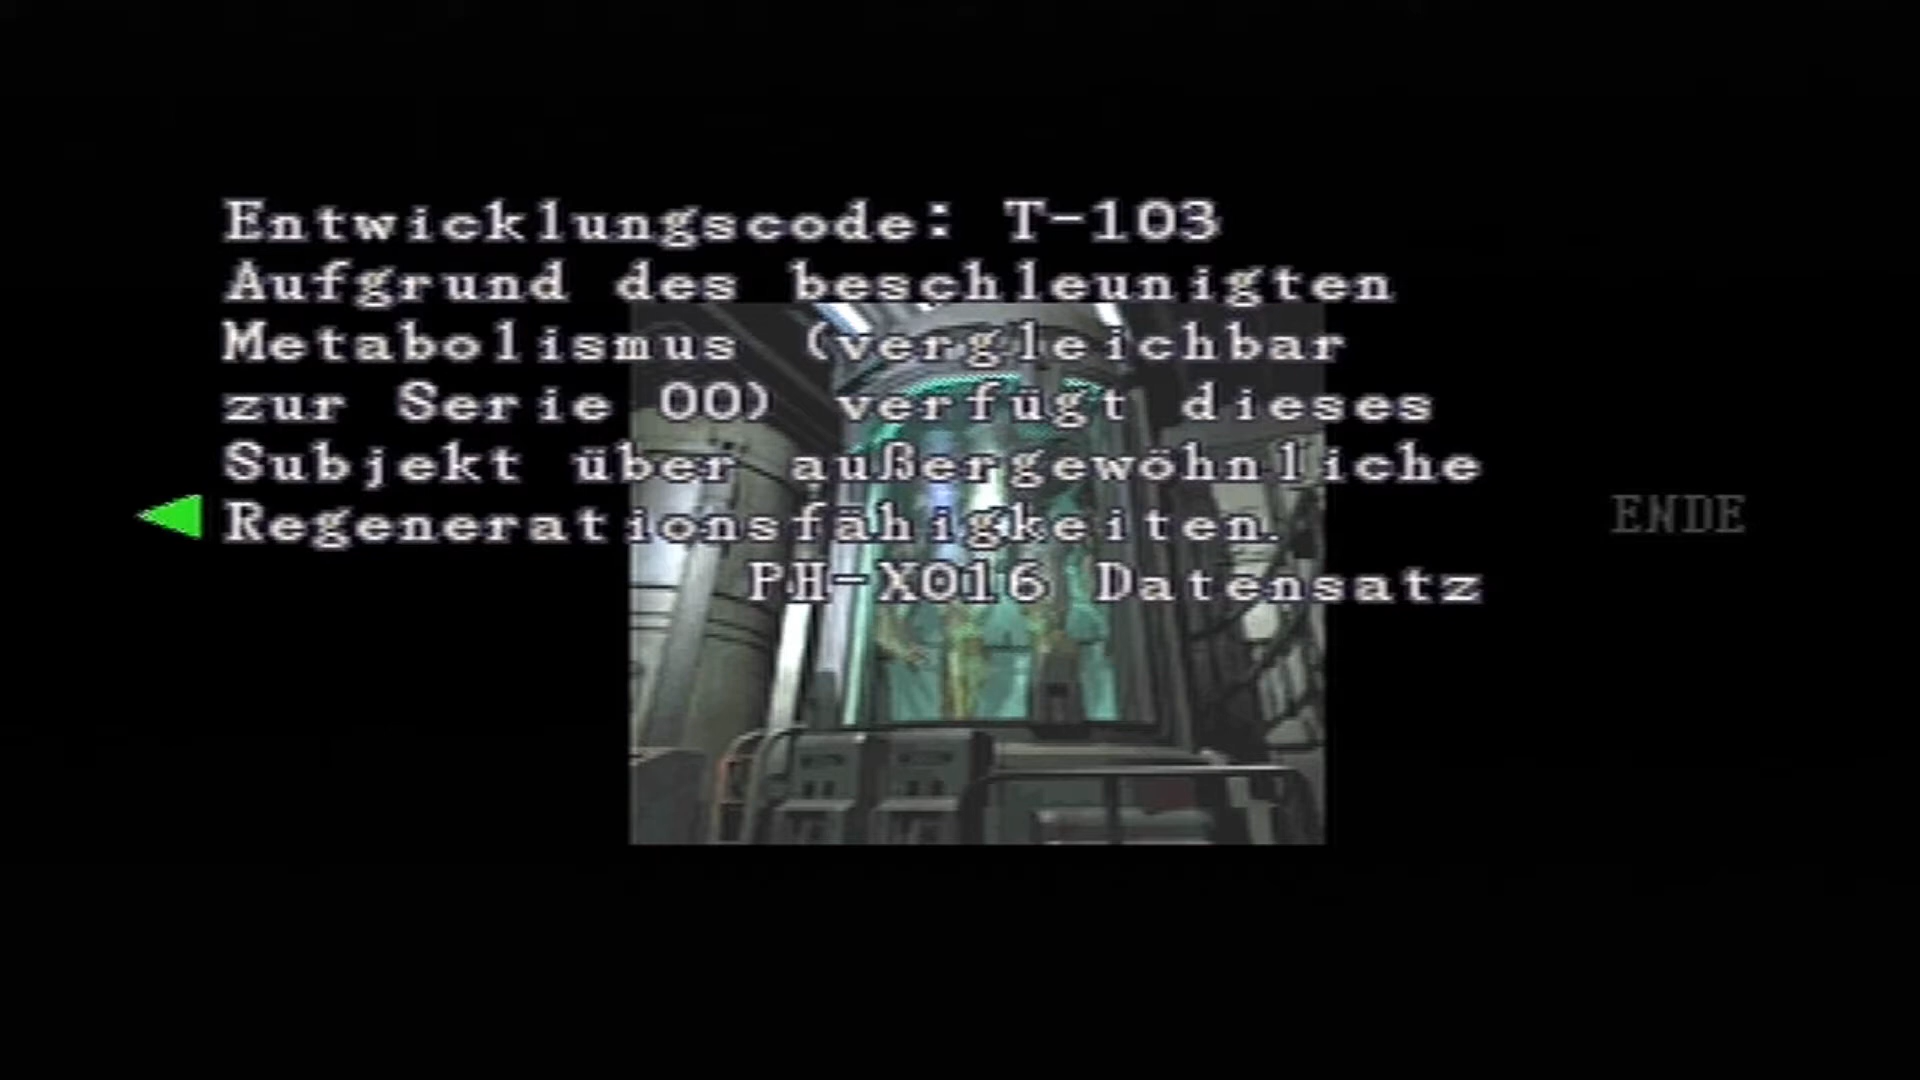 Entwicklungscode: T-103
Aufgrund des beschleunigten
Metabolismus (vergleichbar
zur Serie 00) verfügt dieses
Subjekt über außergewöhnliche
Regenerationsfähigkeiten.
PH-X016 Datensatz
ENDE